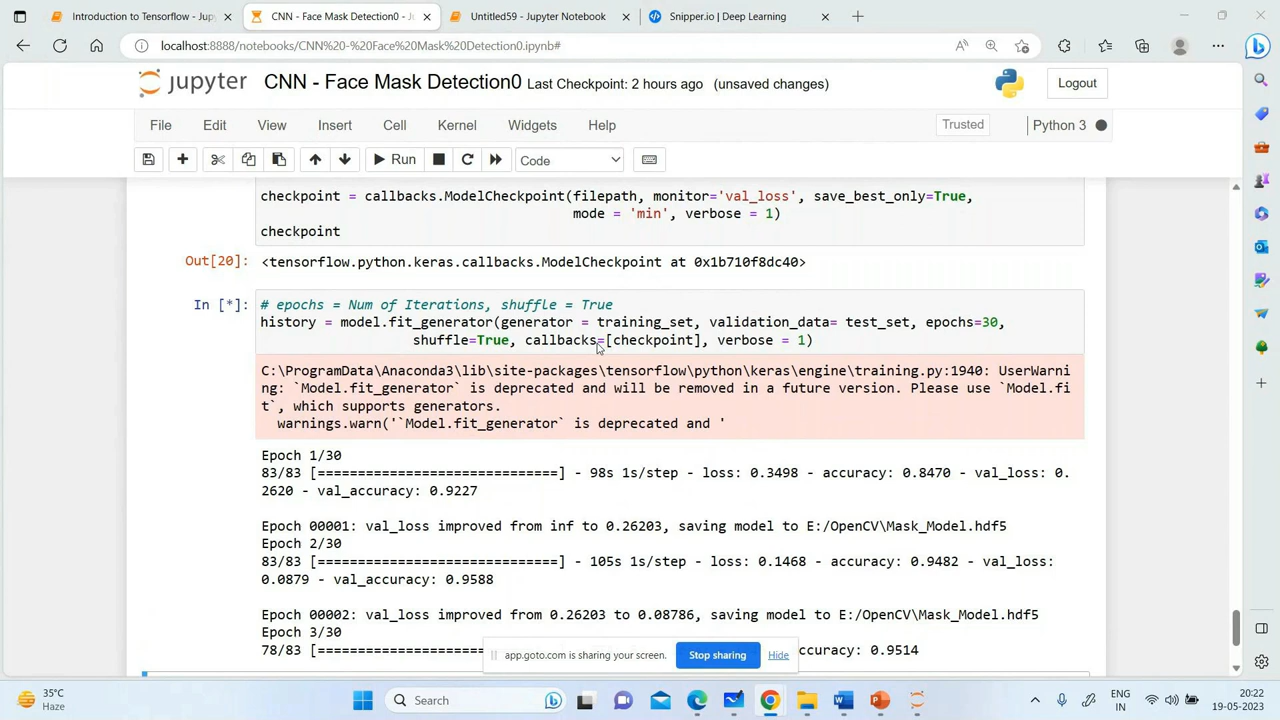 Introduction to Tensorflow - Jupy
CNN - Face Mask Detection0 - Ju
Untitled59 - Jupyter Notebook
Snipper.io | Deep Learning
localhost:8888/notebooks/CNN%20-%20Face%20Mask%20Detection0.ipynb#
jupyter CNN - Face Mask Detection0 Last Checkpoint: 2 hours ago (unsaved changes)
Logout
File Edit View Insert Cell Kernel Widgets Help
Trusted
Python 3
Run
Code
checkpoint = callbacks.ModelCheckpoint(filepath, monitor='val_loss', save_best_only=True,
mode = 'min', verbose = 1)
checkpoint
Out[20]: <tensorflow.python.keras.callbacks.ModelCheckpoint at 0x1b710f8dc40>
In [*]: # epochs = Num of Iterations, shuffle = True
history = model.fit_generator(generator = training_set, validation_data= test_set, epochs=30,
shuffle=True, callbacks=[checkpoint], verbose = 1)
C:\ProgramData\Anaconda3\lib\site-packages\tensorflow\python\keras\engine\training.py:1940: UserWarni
ng: `Model.fit_generator` is deprecated and will be removed in a future version. Please use `Model.fi
t`, which supports generators.
warnings.warn('`Model.fit_generator` is deprecated and '
Epoch 1/30
83/83 [==============================] - 98s 1s/step - loss: 0.3498 - accuracy: 0.8470 - val_loss: 0.
2620 - val_accuracy: 0.9227
Epoch 00001: val_loss improved from inf to 0.26203, saving model to E:/OpenCV\Mask_Model.hdf5
Epoch 2/30
83/83 [==============================] - 105s 1s/step - loss: 0.1468 - accuracy: 0.9482 - val_loss:
0.0879 - val_accuracy: 0.9588
Epoch 00002: val_loss improved from 0.26203 to 0.08786, saving model to E:/OpenCV\Mask_Model.hdf5
Epoch 3/30
78/83 [==================== ccuracy: 0.9514
app.goto.com is sharing your screen.
Stop sharing
Hide
35°C
Haze
Search
ENG
IN
20:22
19-05-2023